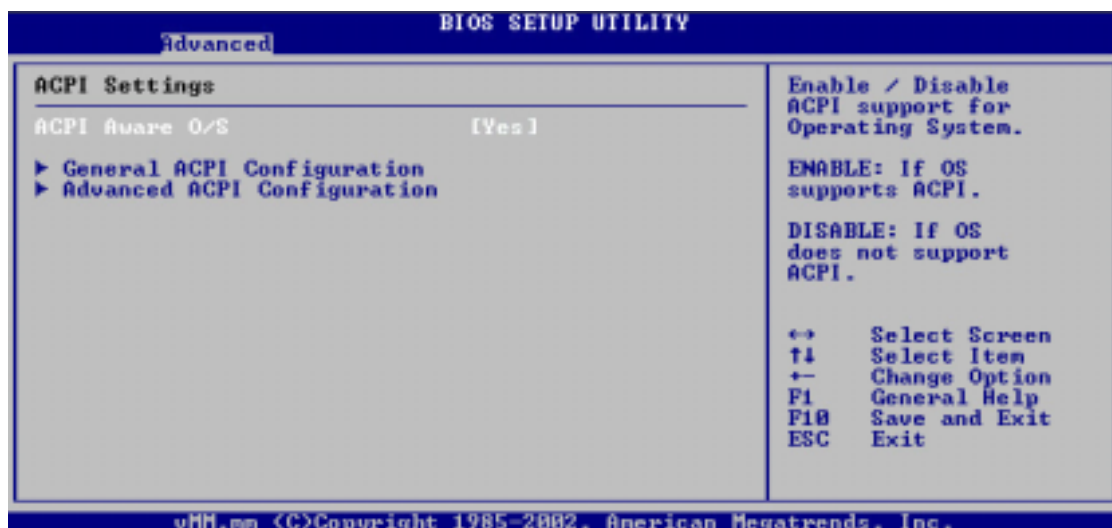 BIOS SETUP UTILITY
Advanced
ACPI Settings
ACPI Aware O/S [Yes]
► General ACPI Configuration
► Advanced ACPI Configuration
Enable / Disable
ACPI support for
Operating System.
ENABLE: If OS
supports ACPI.
DISABLE: If OS
does not support
ACPI.
↔ Select Screen
↑↓ Select Item
+- Change Option
F1 General Help
F10 Save and Exit
ESC Exit
vMM.mm (C)Copyright 1985-2002, American Megatrends, Inc.